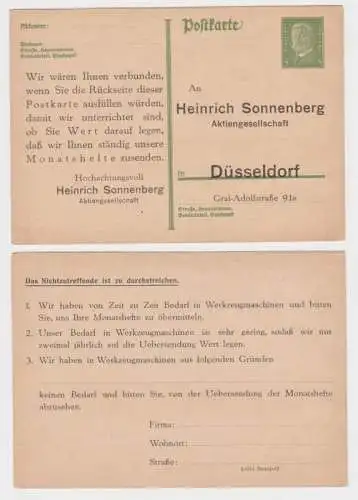 Absender:
Postkarte
Wohnort
Straße, Hausnummer,
Wir wären Ihnen verbunden,
wenn Sie die Rückseite dieser
Postkarte ausfüllen würden,
damit wir unterrichtet sind,
ob Sie Wert darauf legen,
daß wir Ihnen ständig unsere
Monatshefte zusenden.
Hochachtungsvoll
Heinrich Sonnenberg
Aktiengesellschaft
An
Heinrich Sonnenberg
Aktiengesellschaft
in Düsseldorf
Graf-Adolfstraße 91a
Straße, Hausnummer,
Das Nichtzutreffende ist zu durchstreichen.
1. Wir haben von Zeit zu Zeit Bedarf in Werkzeugmaschinen und bitten
Sie, uns Ihre Monatshefte zu übermitteln.
2. Unser Bedarf in Werkzeugmaschinen ist sehr gering, sodaß wir nur
zweimal jährlich auf die Uebersendung Wert legen.
3. Wir haben in Werkzeugmaschinen aus folgenden Gründen
keinen Bedarf und bitten Sie, von der Uebersendung der Monatshefte
abzusehen.
Firma:
Wohnort:
Straße: